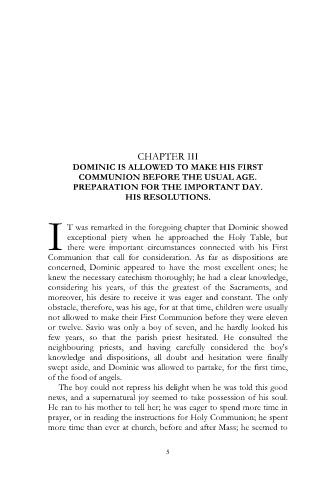 CHAPTER III
DOMINIC IS ALLOWED TO MAKE HIS FIRST
COMMUNION BEFORE THE USUAL AGE.
PREPARATION FOR THE IMPORTANT DAY.
HIS RESOLUTIONS.
IT was remarked in the foregoing chapter that Dominic showed
exceptional piety when he approached the Holy Table, but
there were important circumstances connected with his First
Communion that call for consideration. As far as dispositions are
concerned, Dominic appeared to have the most excellent ones; he
knew the necessary catechism thoroughly; he had a clear knowledge,
considering his years, of this the greatest of the Sacraments, and
moreover, his desire to receive it was eager and constant. The only
obstacle, therefore, was his age, for at that time, children were usually
not allowed to make their First Communion before they were eleven
or twelve. Savio was only a boy of seven, and he hardly looked his
few years, so that the parish priest hesitated. He consulted the
neighbouring priests, and having carefully considered the boy's
knowledge and dispositions, all doubt and hesitation were finally
swept aside, and Dominic was allowed to partake, for the first time,
of the food of angels.
The boy could not repress his delight when he was told this good
news, and a supernatural joy seemed to take possession of his soul.
He ran to his mother to tell her; he was eager to spend more time in
prayer, or in reading the instructions for Holy Communion; he spent
more time than ever at church, before and after Mass; he seemed to
5